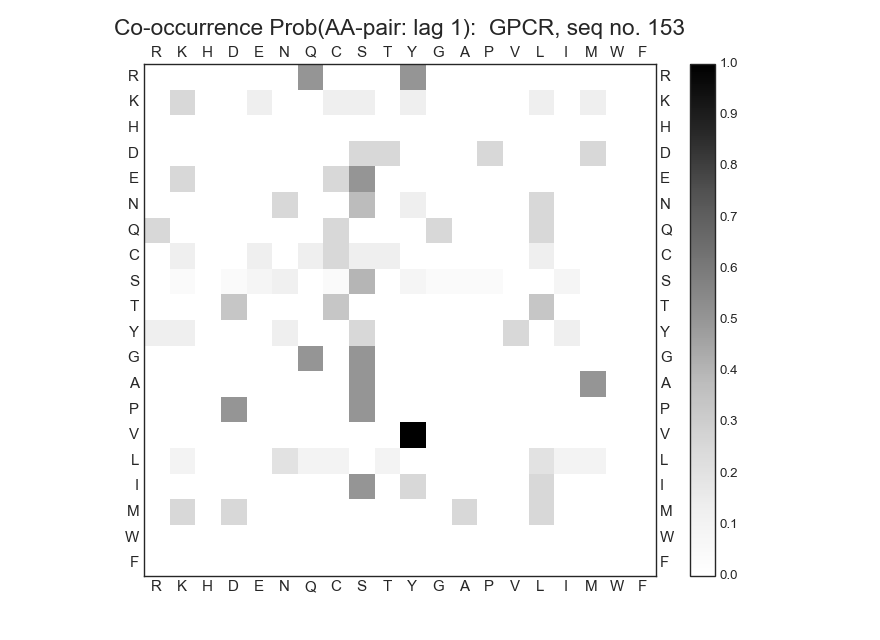 Co-occurrence Prob(AA-pair: lag 1):  GPCR, seq no. 153
R K H D E N Q C S T Y G A P V L I M W F
R R 1.0
K K 0.9
H H
D D 0.8
E E
N N 0.7
Q Q
C C 0.6
S S
T T 0.5
Y Y
G G 0.4
A A
P P 0.3
V V
L L 0.2
I I
M M 0.1
W W
F F 0.0
R K H D E N Q C S T Y G A P V L I M W F